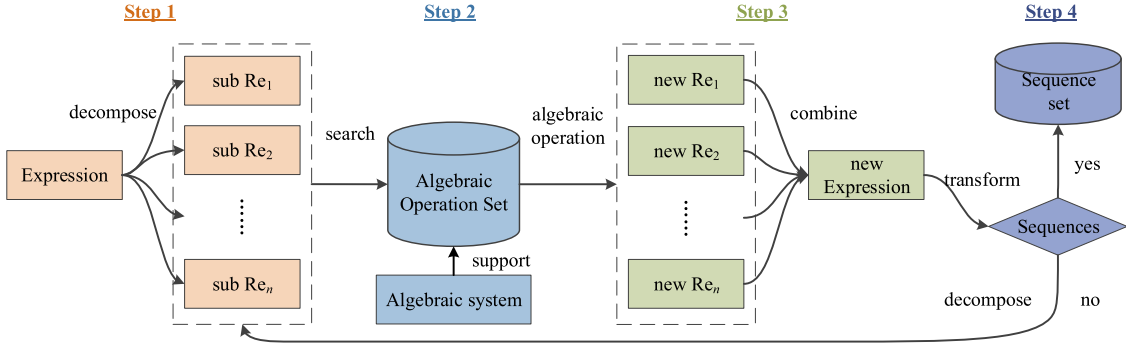 Step 1
Step 2
Step 3
Step 4
Expression
decompose
sub Re1
sub Re2
sub Ren
search
Algebraic
Operation Set
support
Algebraic system
algebraic
operation
new Re1
new Re2
new Ren
combine
new
Expression
transform
Sequences
yes
Sequence
set
decompose
no